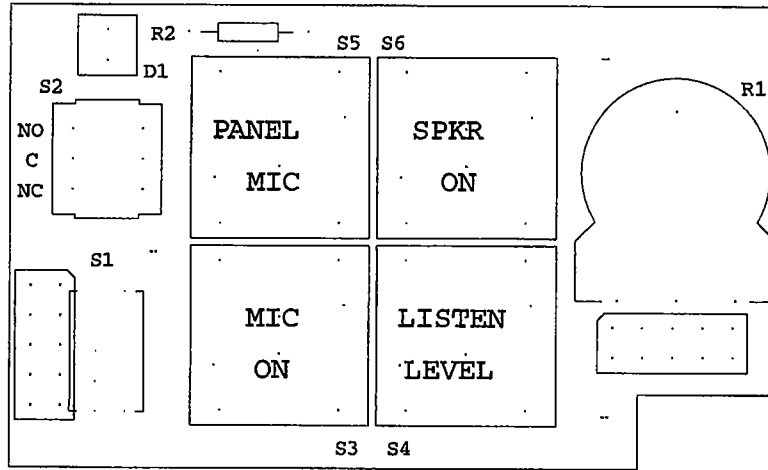 R2
S5 S6
D1
S2
R1
NO
C
NC
PANEL
MIC
SPKR
ON
S1
MIC
ON
LISTEN
LEVEL
S3 S4